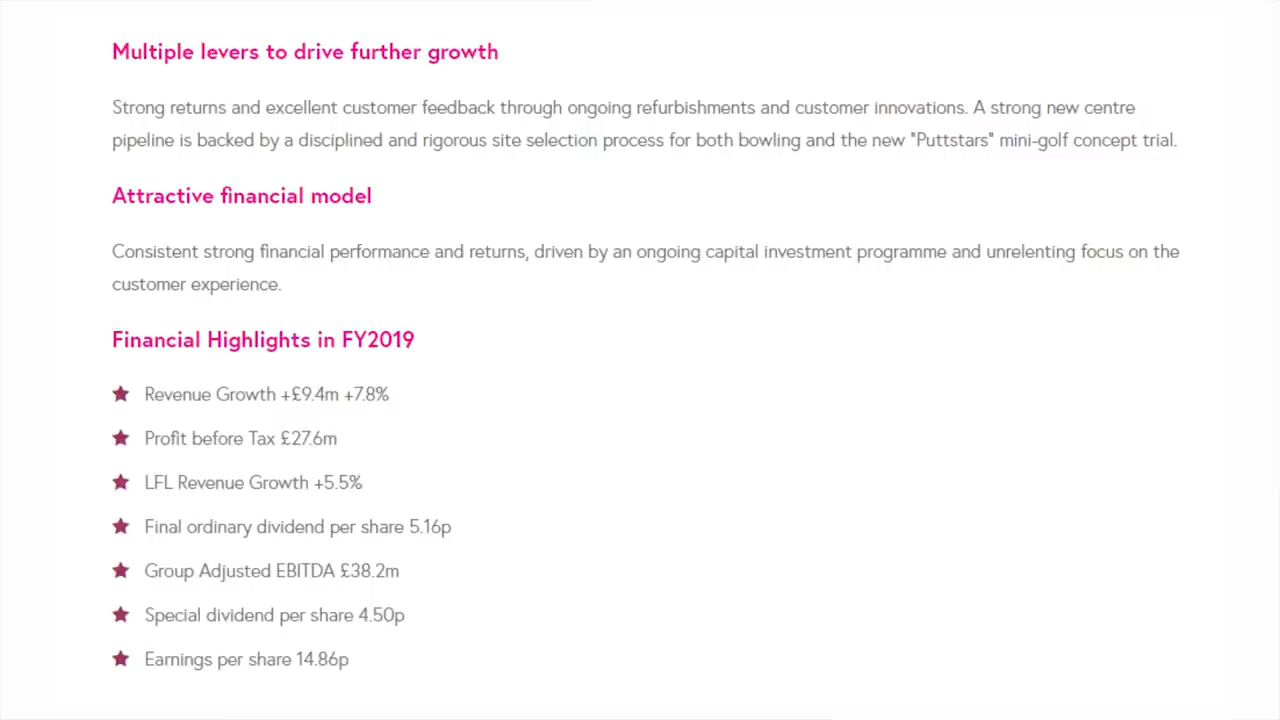 Multiple levers to drive further growth
Strong returns and excellent customer feedback through ongoing refurbishments and customer innovations. A strong new centre
pipeline is backed by a disciplined and rigorous site selection process for both bowling and the new "Puttstars" mini-golf concept trial.
Attractive financial model
Consistent strong financial performance and returns, driven by an ongoing capital investment programme and unrelenting focus on the
customer experience.
Financial Highlights in FY2019
Revenue Growth +£9.4m +7.8%
Profit before Tax £27.6m
LFL Revenue Growth +5.5%
Final ordinary dividend per share 5.16p
Group Adjusted EBITDA £38.2m
Special dividend per share 4.50p
Earnings per share 14.86p